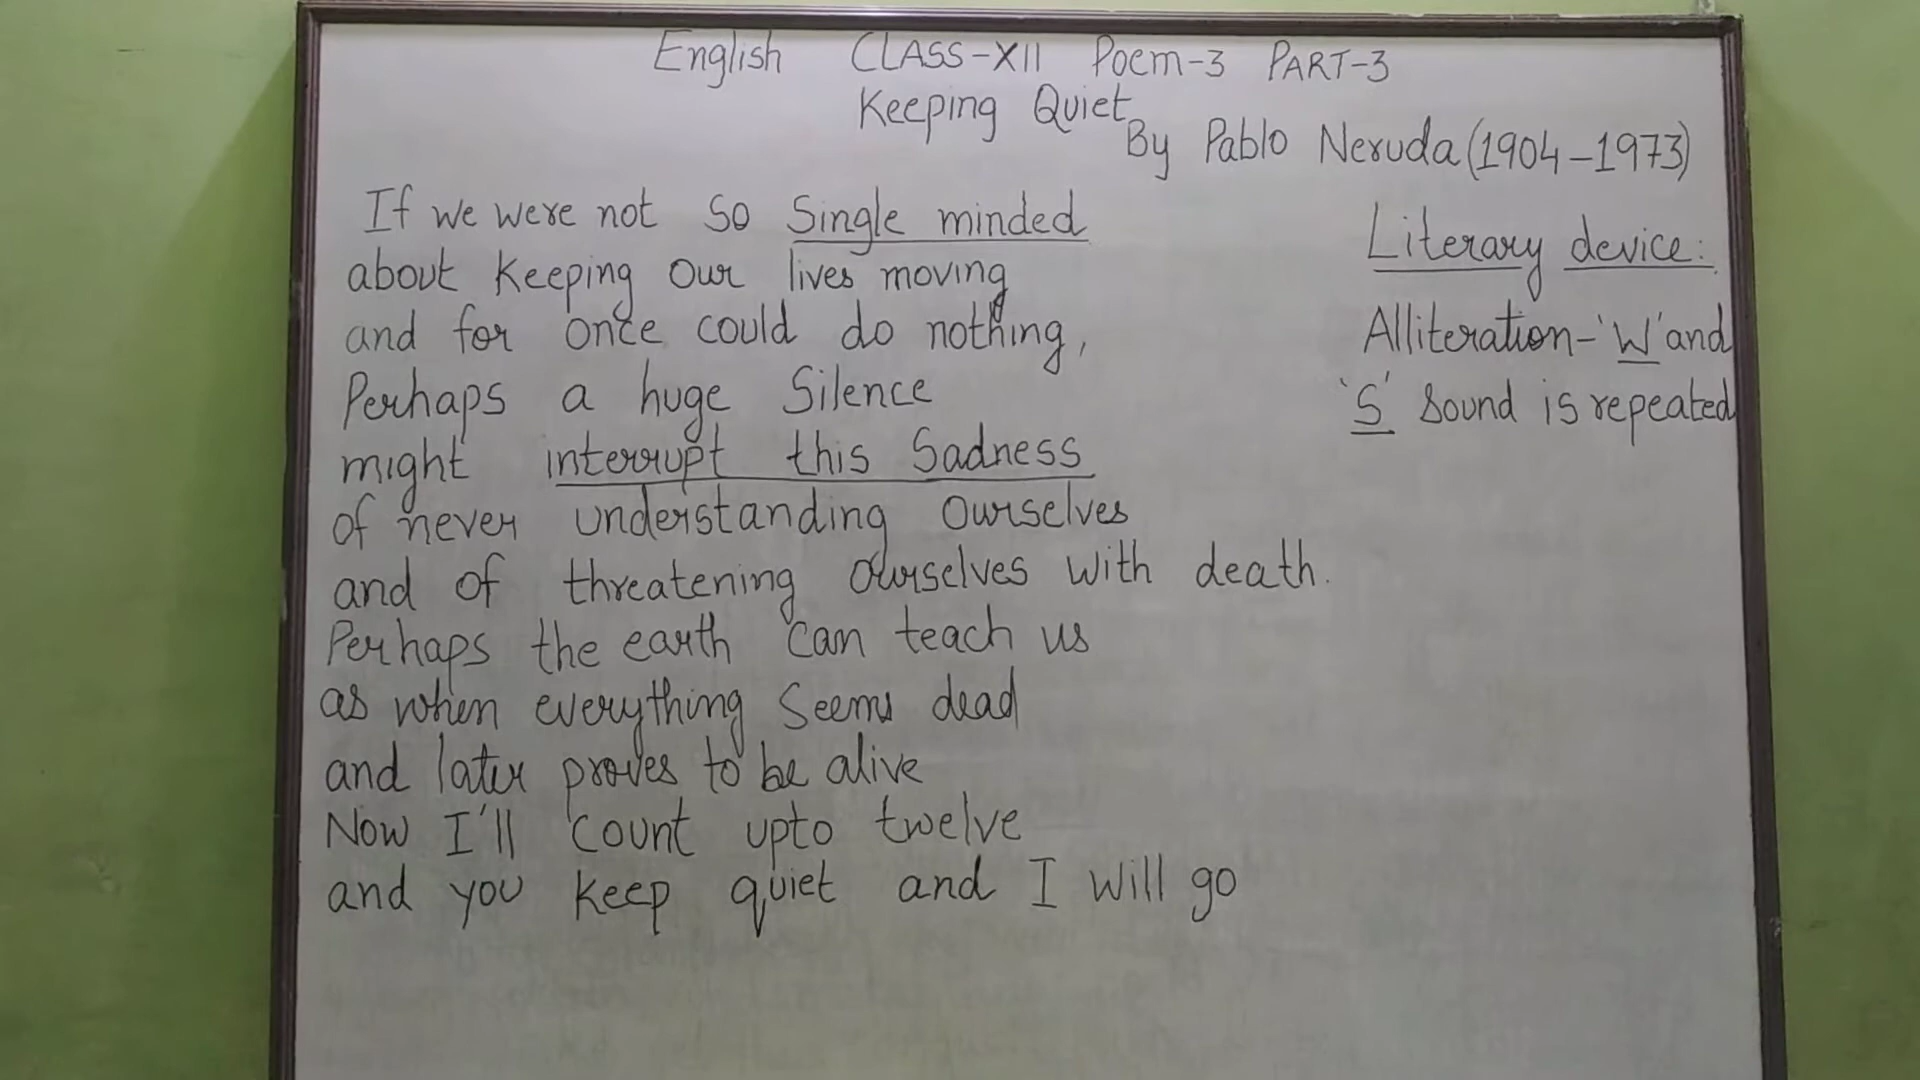 English CLASS-XII Poem-3 PART-3
Keeping Quiet
By Pablo Neruda (1904-1973)
If we were not so Single minded
about Keeping Our lives moving
and for once could do nothing,
Perhaps a huge Silence
might interrupt this Sadness
of never understanding Ourselves
and of threatening Ourselves with death.
Perhaps the earth can teach us
as when everything Seems dead
and later proves to be alive
Now I'll count upto twelve
and you keep quiet and I will go
Literary device:
Alliteration-'W' and
'S' Sound is repeated